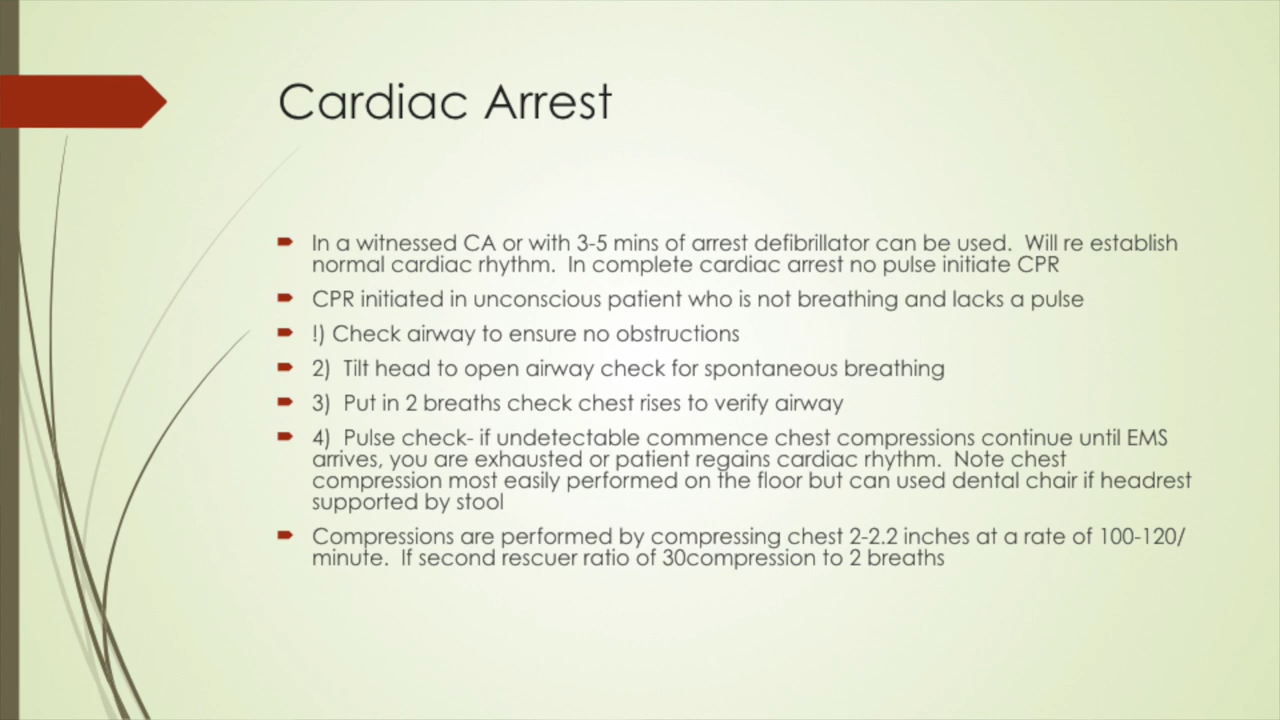 Cardiac Arrest
In a witnessed CA or with 3-5 mins of arrest defibrillator can be used.  Will re establish
normal cardiac rhythm.  In complete cardiac arrest no pulse initiate CPR
CPR initiated in unconscious patient who is not breathing and lacks a pulse
!) Check airway to ensure no obstructions
2)  Tilt head to open airway check for spontaneous breathing
3)  Put in 2 breaths check chest rises to verify airway
4)  Pulse check- if undetectable commence chest compressions continue until EMS
arrives, you are exhausted or patient regains cardiac rhythm.  Note chest
compression most easily performed on the floor but can used dental chair if headrest
supported by stool
Compressions are performed by compressing chest 2-2.2 inches at a rate of 100-120/
minute.  If second rescuer ratio of 30compression to 2 breaths